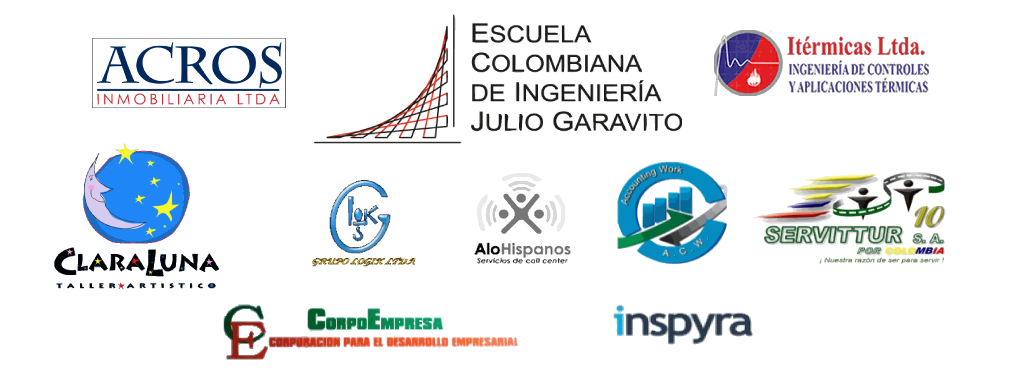 ACROS
INMOBILIARIA LTDA
ESCUELA
COLOMBIANA
DE INGENIERÍA
JULIO GARAVITO
Itérmicas Ltda.
INGENIERÍA DE CONTROLES
Y APLICACIONES TÉRMICAS
CLARALUNA
TALLER★ARTISTICO
GRUPO LOGIK LTDA
AloHispanos
Servicios de call center
Accounting Work
A.C.W
10
SERVITTUR S. A.
POR COLOMBIA
¡ Nuestra razón de ser para servir !
CE
CORPOEMPRESA
CORPORACION PARA EL DESARROLLO EMPRESARIAL
inspyra